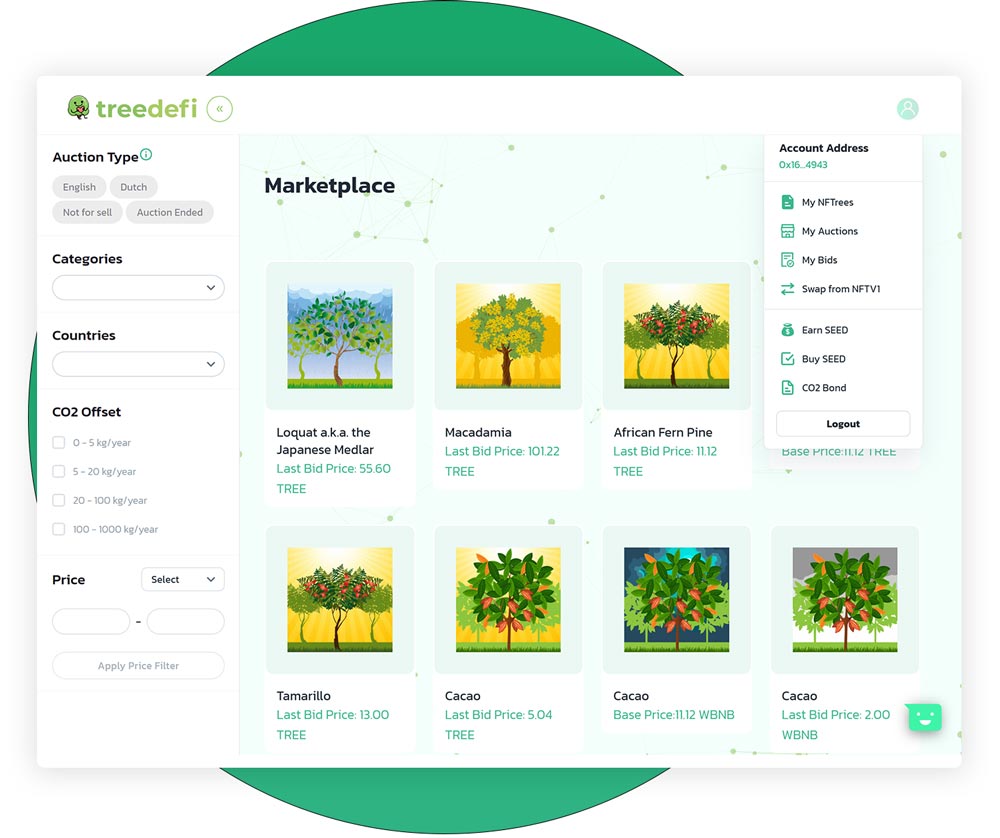 treedefi
«
Auction Type
English
Dutch
Not for sell
Auction Ended
Categories
Countries
CO2 Offset
0 - 5 kg/year
5 - 20 kg/year
20 - 100 kg/year
100 - 1000 kg/year
Price
Select
-
Apply Price Filter
Marketplace
Account Address
0x16...4943
My NFTrees
My Auctions
My Bids
Swap from NFTV1
Earn SEED
Buy SEED
CO2 Bond
Logout
Loquat a.k.a. the
Japanese Medlar
Last Bid Price: 55.60
TREE
Macadamia
Last Bid Price: 101.22
TREE
African Fern Pine
Last Bid Price: 11.12
TREE
Base Price:11.12 TREE
Tamarillo
Last Bid Price: 13.00
TREE
Cacao
Last Bid Price: 5.04
TREE
Cacao
Base Price:11.12 WBNB
Cacao
Last Bid Price: 2.00
WBNB